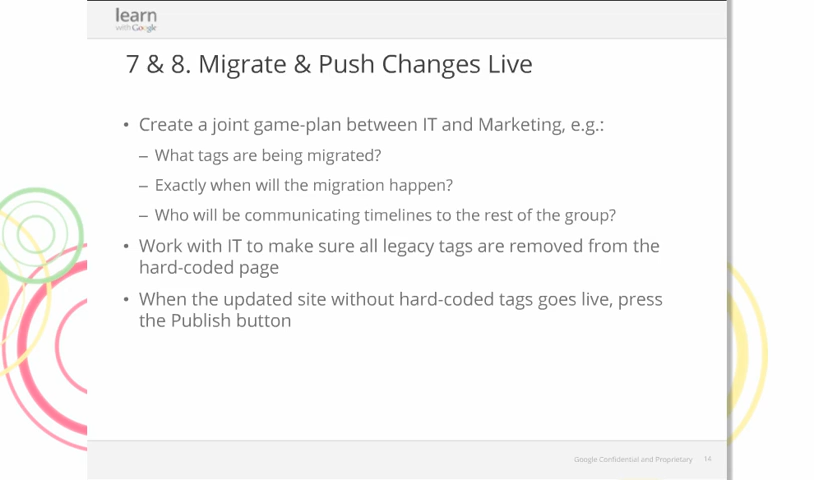 learn
with Google
7 & 8. Migrate & Push Changes Live
• Create a joint game-plan between IT and Marketing, e.g.:
– What tags are being migrated?
– Exactly when will the migration happen?
– Who will be communicating timelines to the rest of the group?
• Work with IT to make sure all legacy tags are removed from the
hard-coded page
• When the updated site without hard-coded tags goes live, press
the Publish button
Google Confidential and Proprietary 14